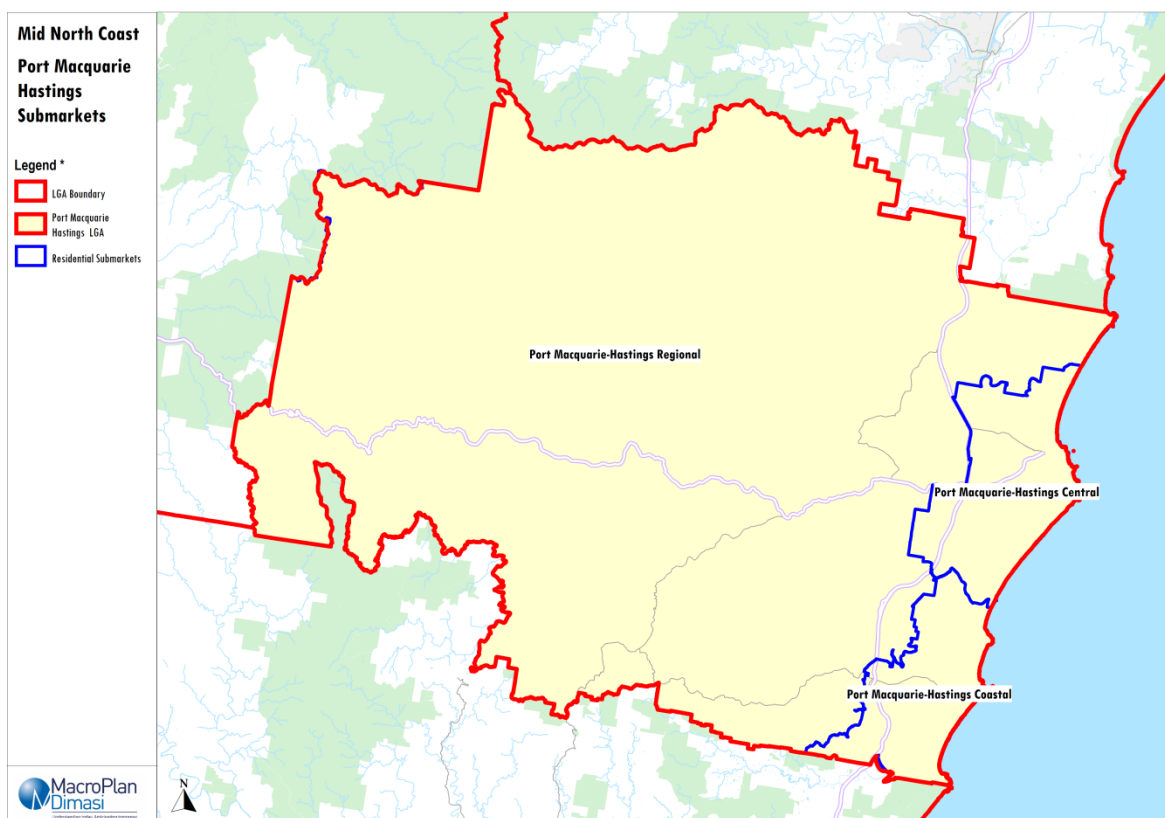 Mid North Coast
Port Macquarie
Hastings
Submarkets
Legend *
LGA Boundary
Port Macquarie
Hastings LGA
Residential Submarkets
Port Macquarie-Hastings Regional
Port Macquarie-Hastings Central
Port Macquarie-Hastings Coastal
N
MacroPlan
Dimasi